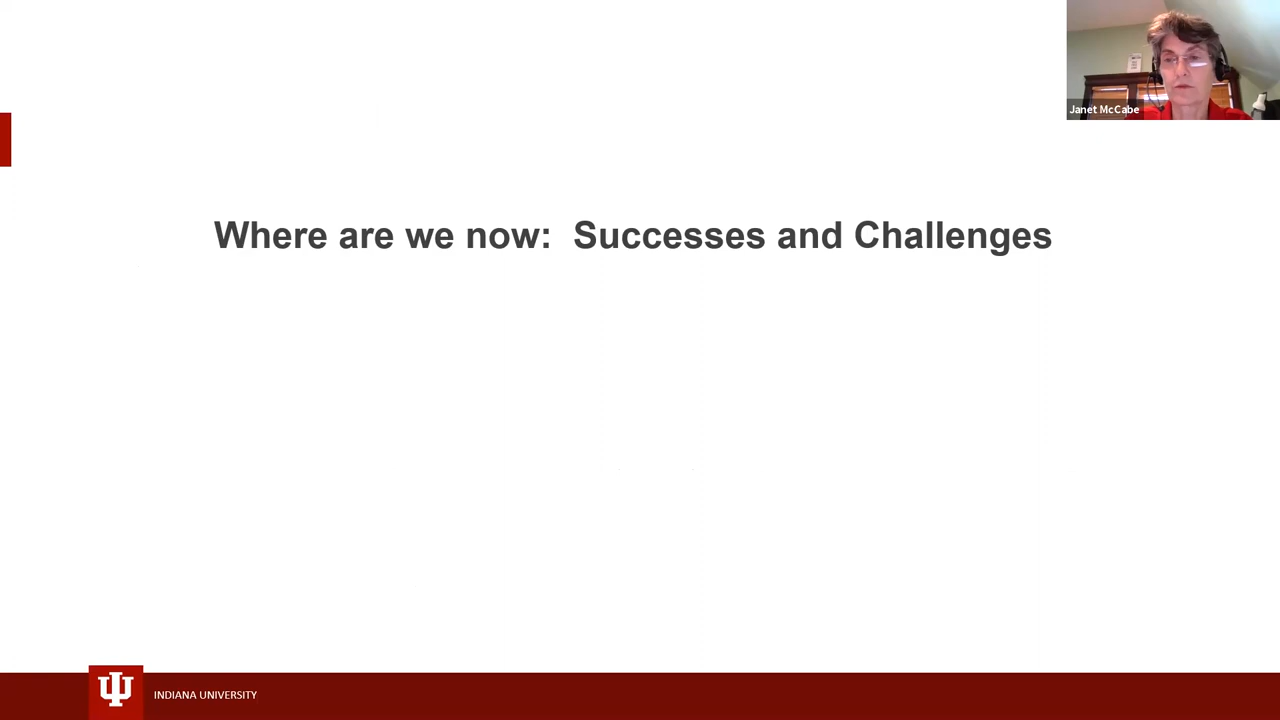 Janet McCabe
Where are we now:  Successes and Challenges
INDIANA UNIVERSITY